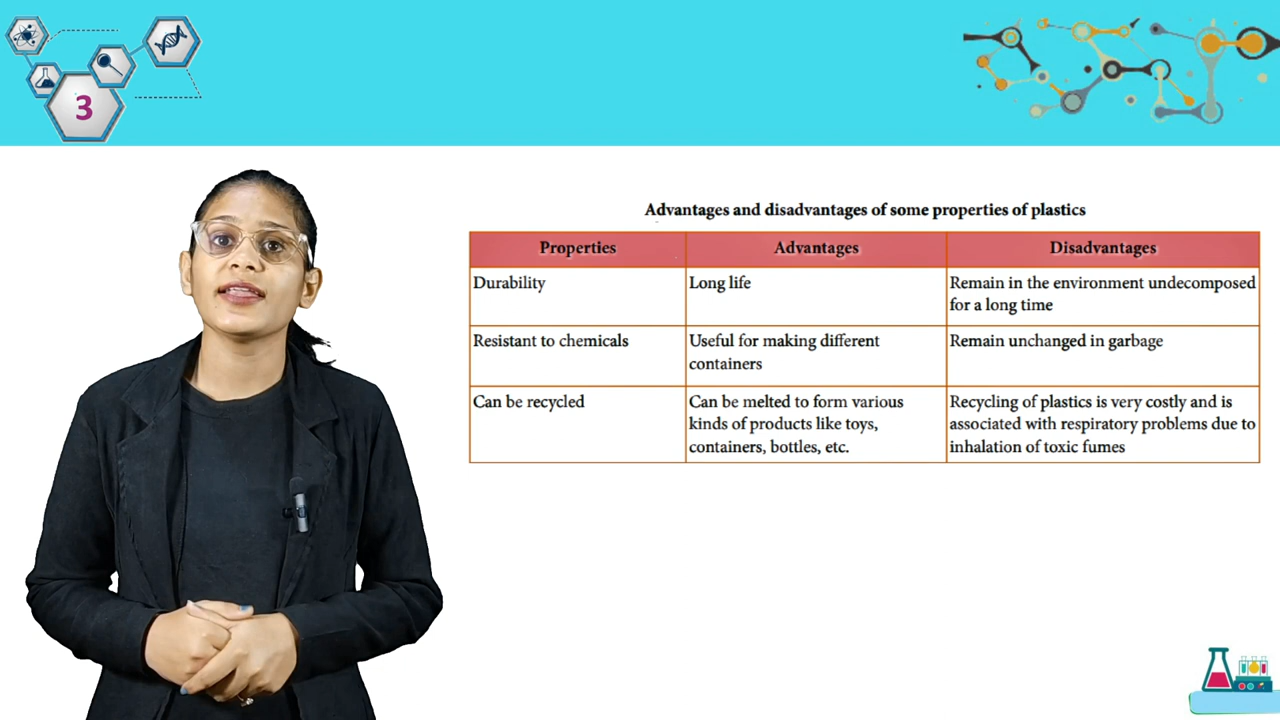 3
Advantages and disadvantages of some properties of plastics
Properties
Advantages
Disadvantages
Durability
Long life
Remain in the environment undecomposed
for a long time
Resistant to chemicals
Useful for making different
containers
Remain unchanged in garbage
Can be recycled
Can be melted to form various
kinds of products like toys,
containers, bottles, etc.
Recycling of plastics is very costly and is
associated with respiratory problems due to
inhalation of toxic fumes